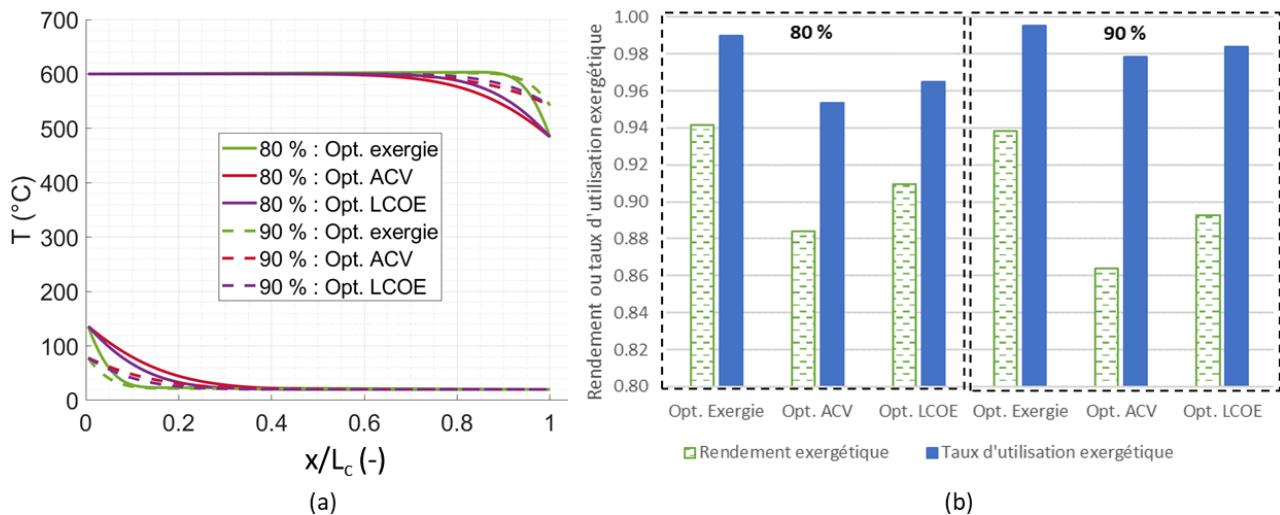 700
600
500
400
300
200
100
0
T (°C)
80 % : Opt. exergie
80 % : Opt. ACV
80 % : Opt. LCOE
90 % : Opt. exergie
90 % : Opt. ACV
90 % : Opt. LCOE
0
0.2
0.4
0.6
0.8
1
x/Lc (-)
(a)
Rendement ou taux d'utilisation exergétique
1.00
0.98
0.96
0.94
0.92
0.90
0.88
0.86
0.84
0.82
0.80
80 %
90 %
Opt. Exergie
Opt. ACV
Opt. LCOE
Opt. Exergie
Opt. ACV
Opt. LCOE
Rendement exergétique
Taux d'utilisation exergétique
(b)